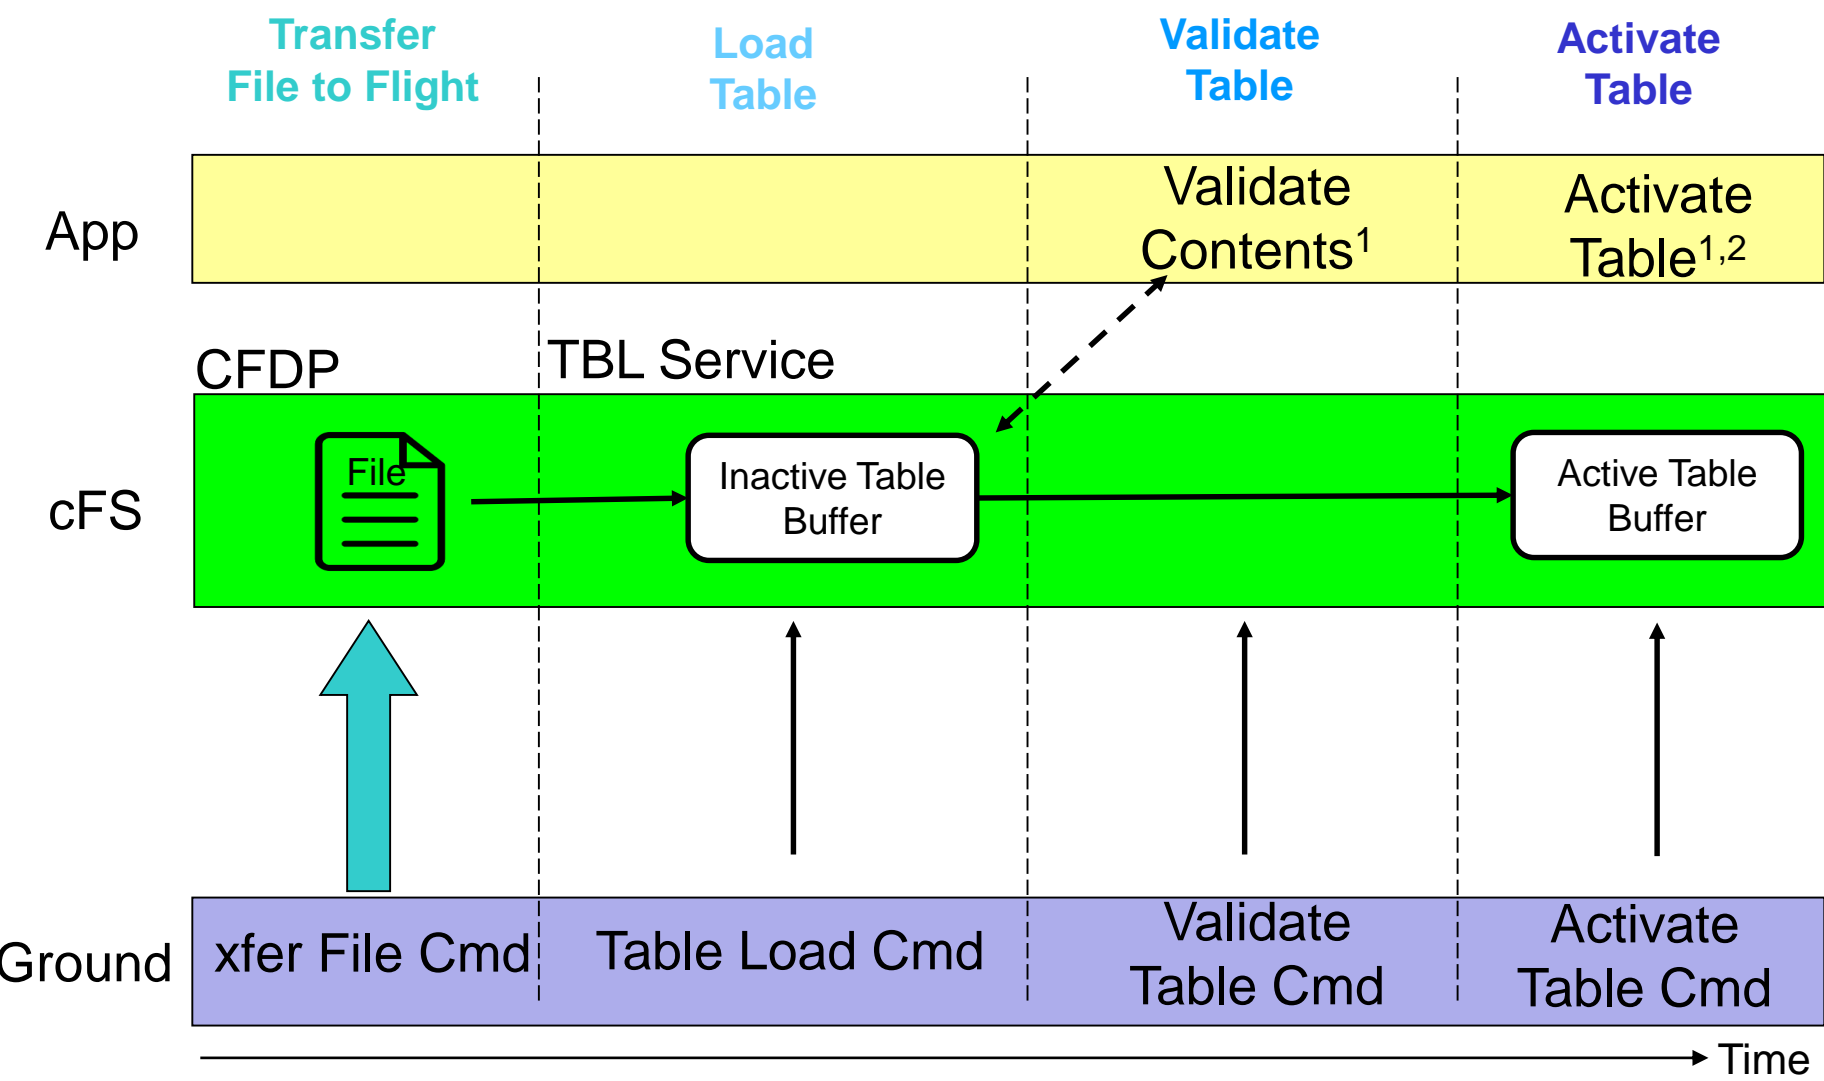 Transfer
File to Flight
Load
Table
Validate
Table
Activate
Table
App
Validate
Contents1
Activate
Table1,2
CFDP
TBL Service
cFS
File
Inactive Table
Buffer
Active Table
Buffer
Ground
xfer File Cmd
Table Load Cmd
Validate
Table Cmd
Activate
Table Cmd
Time